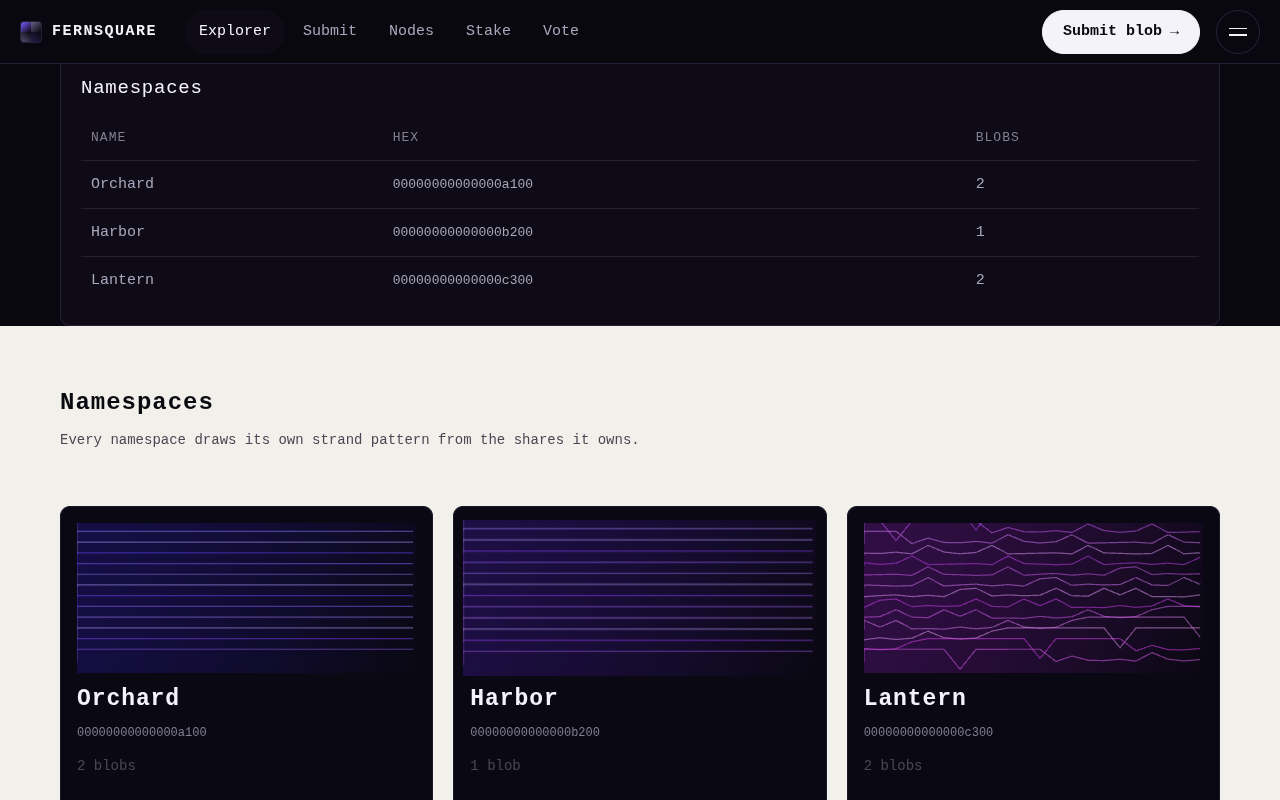 FERNSQUARE Explorer Submit Nodes Stake Vote Submit blob →
Namespaces
NAME HEX BLOBS
Orchard 00000000000000a100 2
Harbor 00000000000000b200 1
Lantern 00000000000000c300 2
Namespaces
Every namespace draws its own strand pattern from the shares it owns.
Orchard
00000000000000a100
2 blobs
Harbor
00000000000000b200
1 blob
Lantern
00000000000000c300
2 blobs